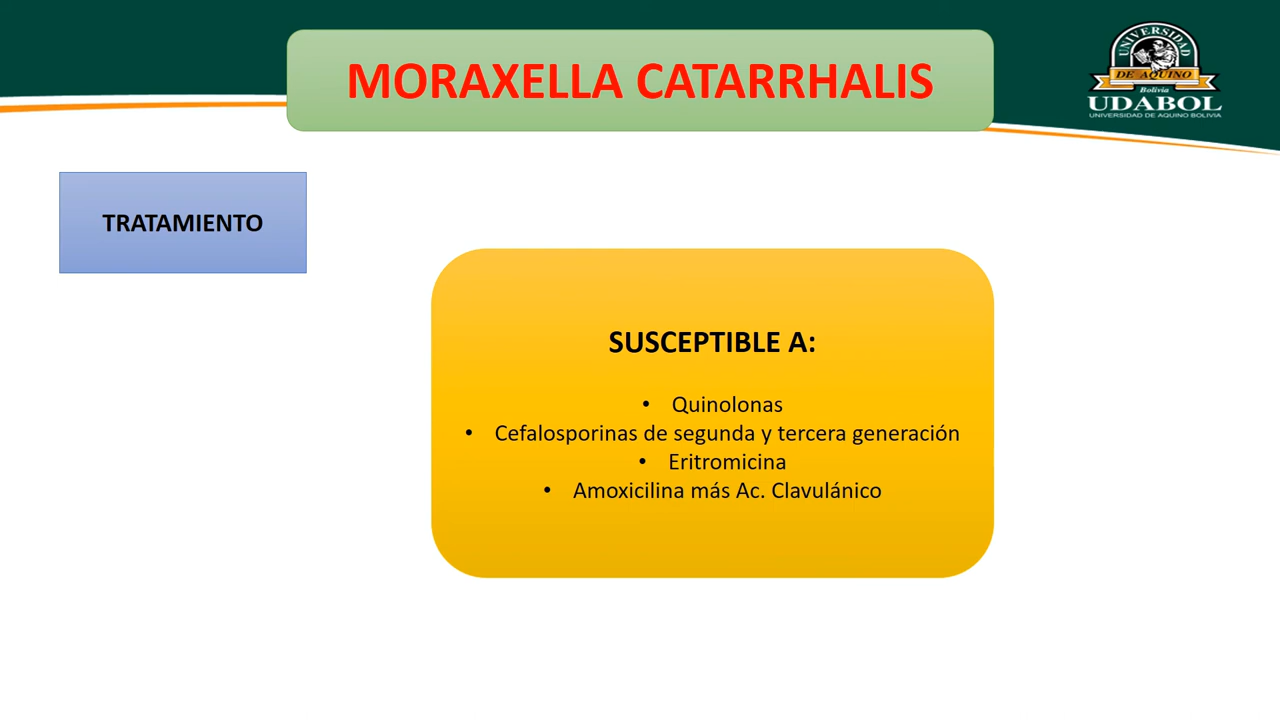 MORAXELLA CATARRHALIS
UNIVERSIDAD
DE AQUINO
Bolivia
UDABOL
UNIVERSIDAD DE AQUINO BOLIVIA
TRATAMIENTO
SUSCEPTIBLE A:
• Quinolonas
• Cefalosporinas de segunda y tercera generación
• Eritromicina
• Amoxicilina más Ac. Clavulánico